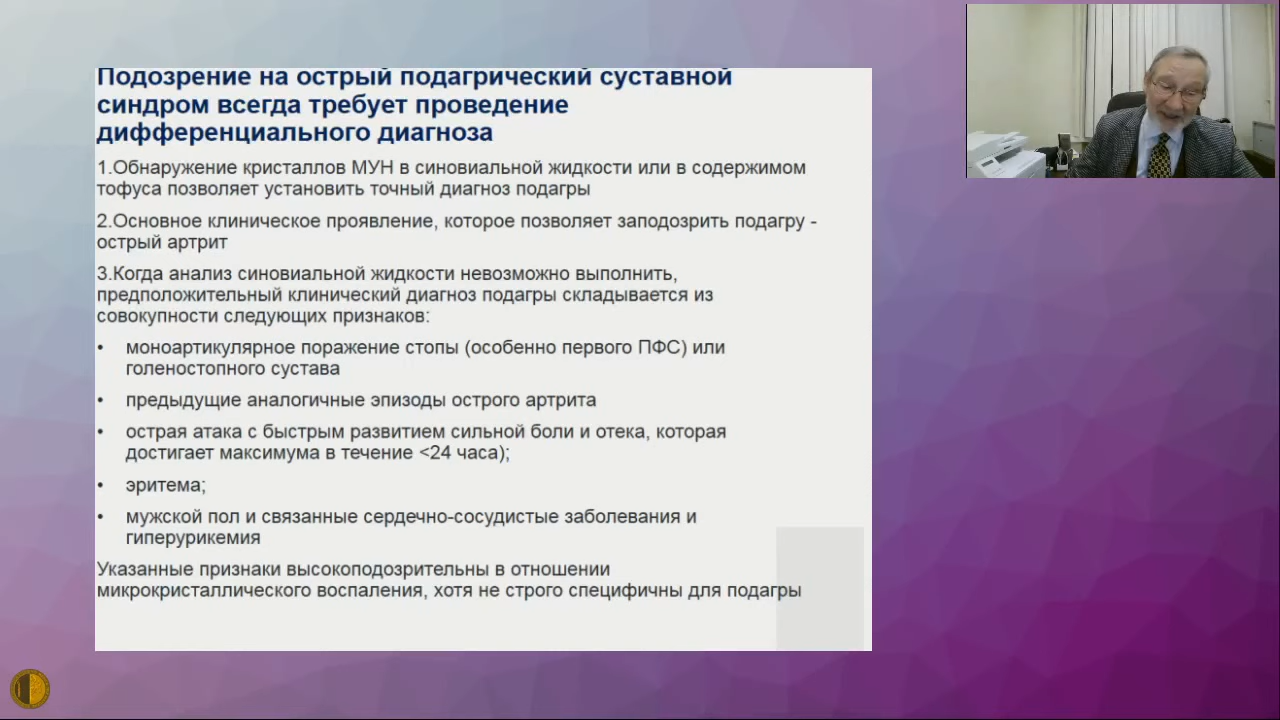 Подозрение на острый подагрический суставной
синдром всегда требует проведение
дифференциального диагноза
1.Обнаружение кристаллов МУН в синовиальной жидкости или в содержимом
тофуса позволяет установить точный диагноз подагры
2.Основное клиническое проявление, которое позволяет заподозрить подагру -
острый артрит
3.Когда анализ синовиальной жидкости невозможно выполнить,
предположительный клинический диагноз подагры складывается из
совокупности следующих признаков:
• моноартикулярное поражение стопы (особенно первого ПФС) или
голеностопного сустава
• предыдущие аналогичные эпизоды острого артрита
• острая атака с быстрым развитием сильной боли и отека, которая
достигает максимума в течение <24 часа);
• эритема;
• мужской пол и связанные сердечно-сосудистые заболевания и
гиперурикемия
Указанные признаки высокоподозрительны в отношении
микрокристаллического воспаления, хотя не строго специфичны для подагры